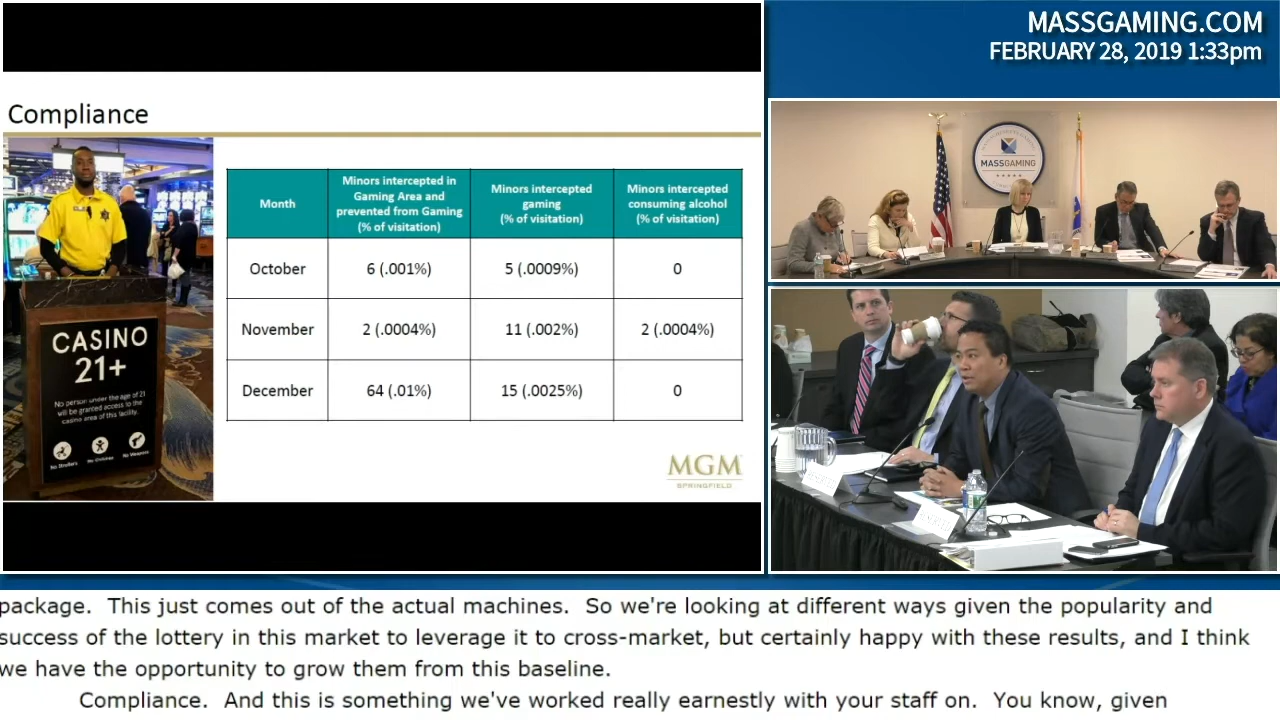 MASSGAMING.COM
FEBRUARY 28, 2019 1:33pm
Compliance
Month
Minors intercepted in
Gaming Area and
prevented from Gaming
(% of visitation)
Minors intercepted
gaming
(% of visitation)
Minors intercepted
consuming alcohol
(% of visitation)
October
6 (.001%)
5 (.0009%)
0
November
2 (.0004%)
11 (.002%)
2 (.0004%)
December
64 (.01%)
15 (.0025%)
0
CASINO
21+
No person under the age of 21
will be granted access to the
casino area of this facility.
No Strollers
No Children
No Weapons
MGM
SPRINGFIELD
MASSGAMING
RESERVED
package. This just comes out of the actual machines. So we're looking at different ways given the popularity and
success of the lottery in this market to leverage it to cross-market, but certainly happy with these results, and I think
we have the opportunity to grow them from this baseline.
Compliance. And this is something we've worked really earnestly with your staff on. You know, given